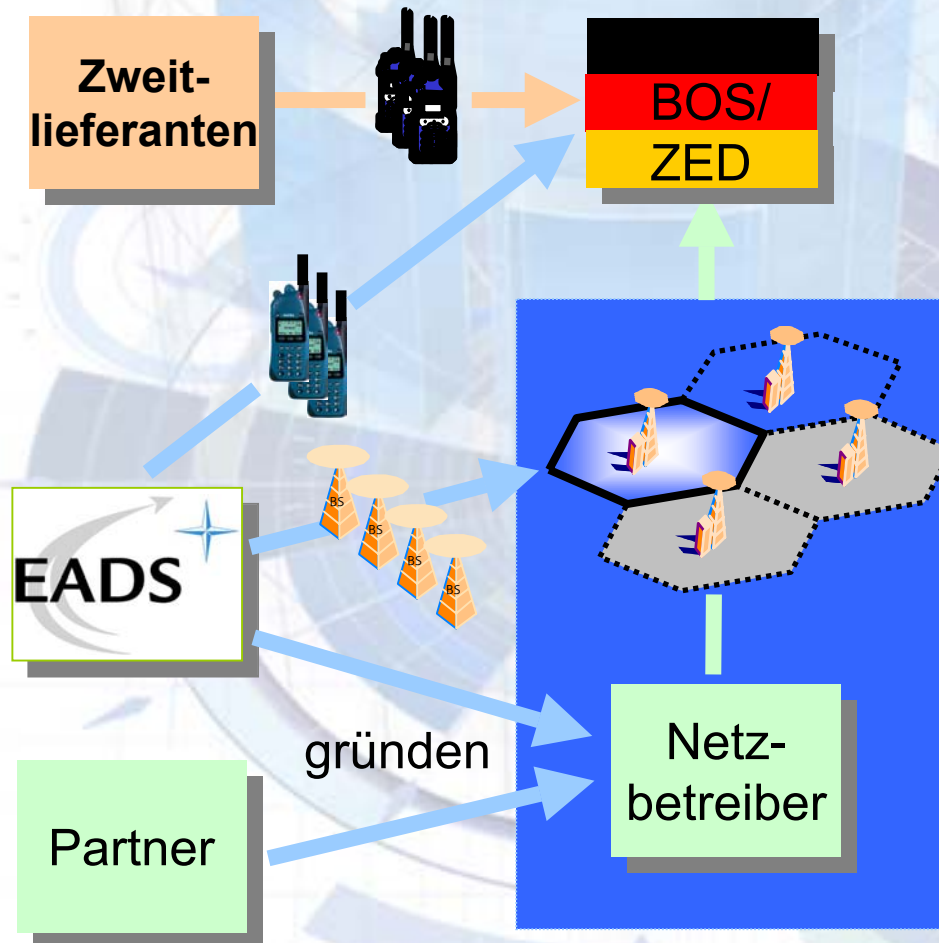 Zweit-
lieferanten
BOS/
ZED
BS
BS
BS
BS
EADS
gründen
Netz-
betreiber
Partner